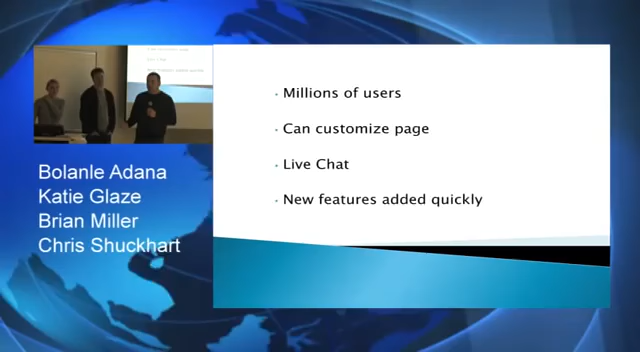 Millions of users
Can customize page
Live Chat
New features added quickly
Bolanle Adana
Katie Glaze
Brian Miller
Chris Shuckhart